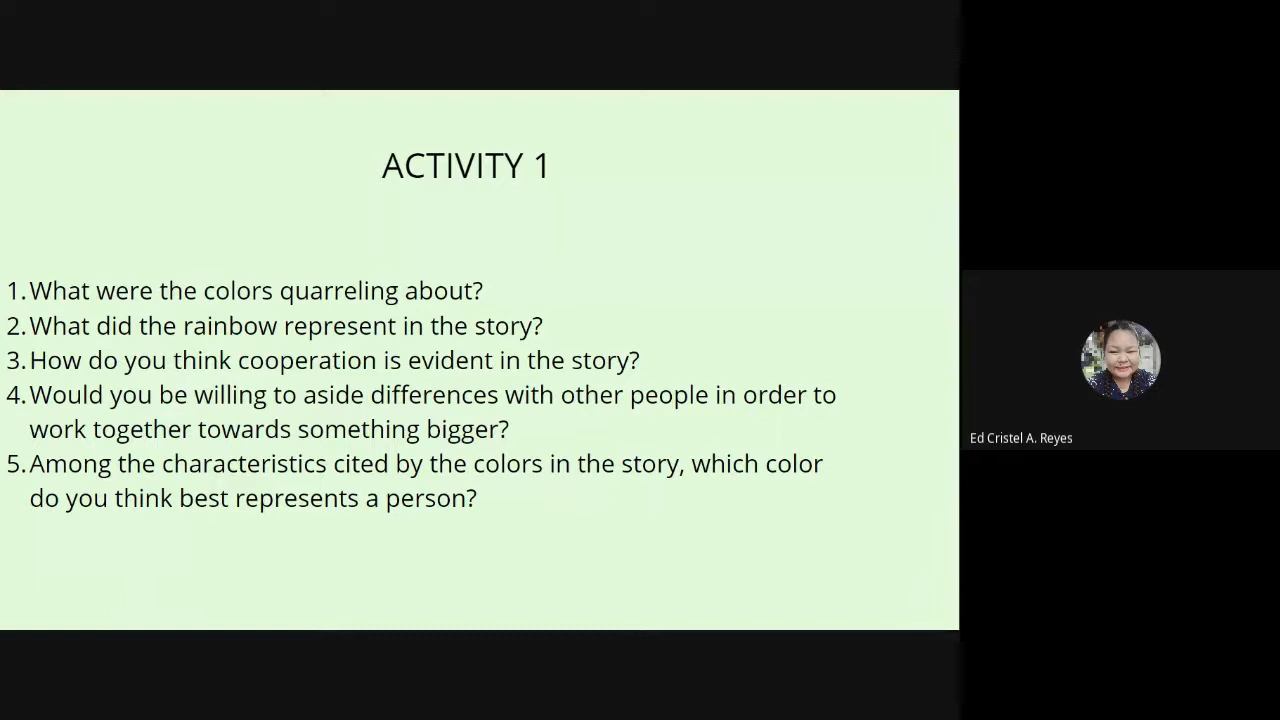 ACTIVITY 1
1. What were the colors quarreling about?
2. What did the rainbow represent in the story?
3. How do you think cooperation is evident in the story?
4. Would you be willing to aside differences with other people in order to
work together towards something bigger?
5. Among the characteristics cited by the colors in the story, which color
do you think best represents a person?
Ed Cristel A. Reyes